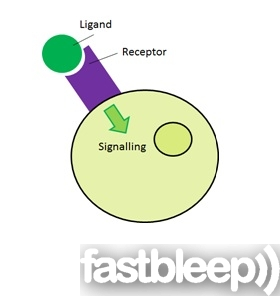 Ligand
Receptor
Signalling
fastbleep